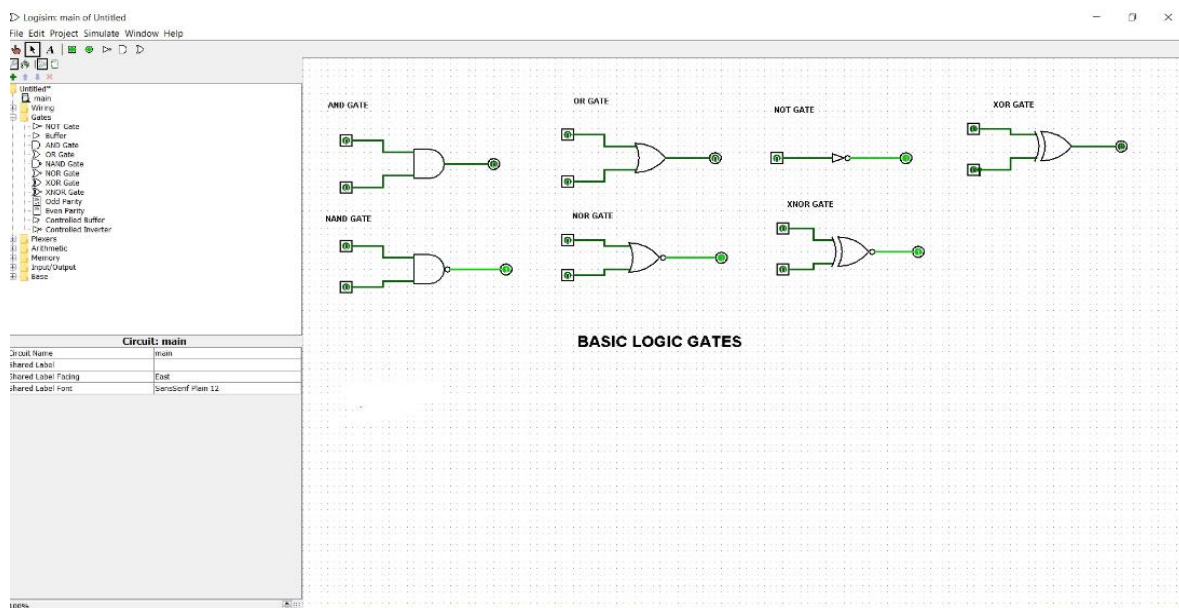 Logisim: main of Untitled
File Edit Project Simulate Window Help
A
Untitled*
main
Wiring
Gates
NOT Gate
Buffer
AND Gate
OR Gate
NAND Gate
NOR Gate
XOR Gate
XNOR Gate
Odd Parity
Even Parity
Controlled Buffer
Controlled Inverter
Plexers
Arithmetic
Memory
Input/Output
Base
Circuit: main
Circuit Name main
Shared Label
Shared Label Facing East
Shared Label Font SansSerif Plain 12
100%
AND GATE
OR GATE
NOT GATE
XOR GATE
NAND GATE
NOR GATE
XNOR GATE
BASIC LOGIC GATES